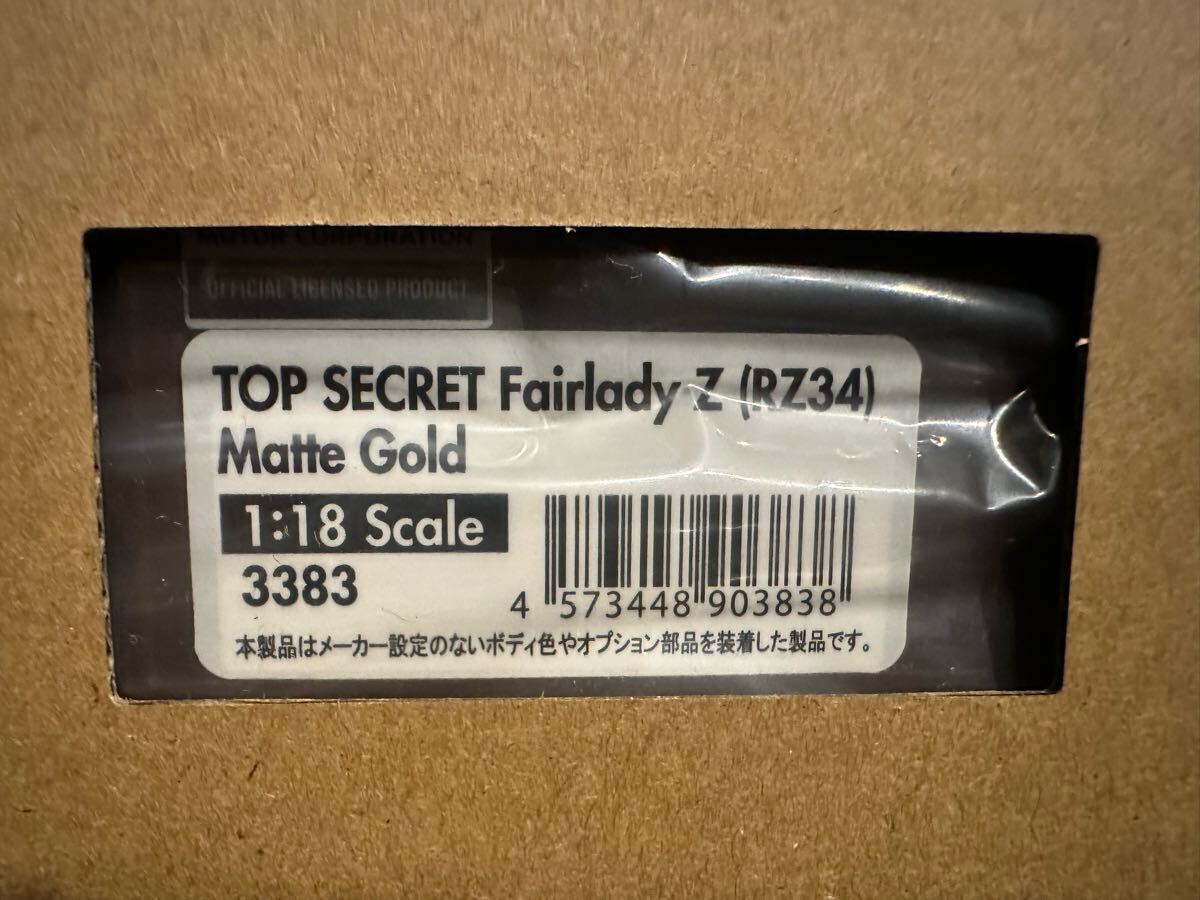 MOTOR CORPORATION
OFFICIAL LICENSED PRODUCT
TOP SECRET Fairlady Z (RZ34)
Matte Gold
1:18 Scale
3383
4 573448 903838
本製品はメーカー設定のないボディ色やオプション部品を装着した製品です。